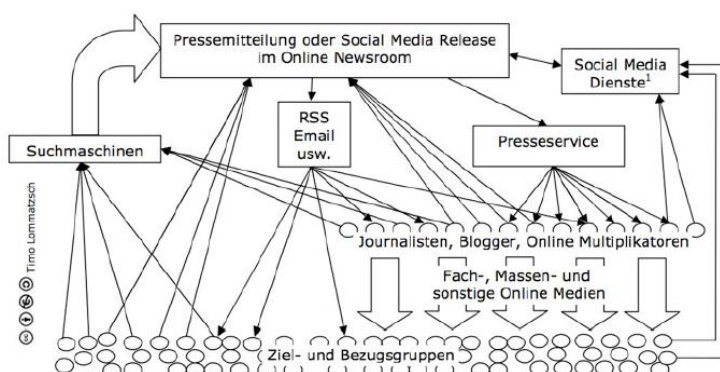 Pressemitteilung oder Social Media Release
im Online Newsroom
Social Media
Dienste¹
RSS
Email
usw.
Presseservice
Suchmaschinen
Journalisten, Blogger, Online Multiplikatoren
Fach-, Massen- und
sonstige Online Medien
Ziel- und Bezugsgruppen
Timo Lommatzsch